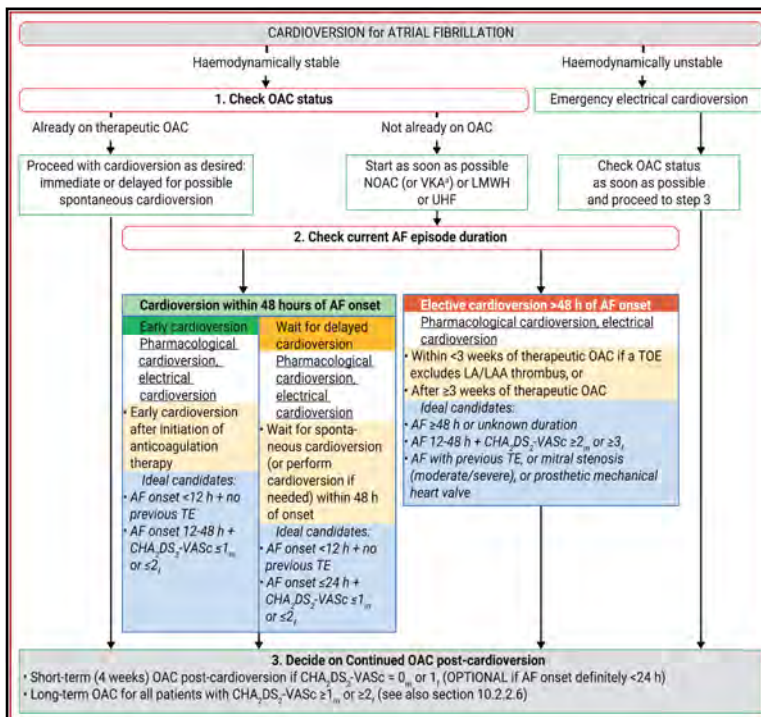 CARDIOVERSION for ATRIAL FIBRILLATION
Haemodynamically stable
Haemodynamically unstable
1. Check OAC status
Emergency electrical cardioversion
Already on therapeutic OAC
Not already on OAC
Proceed with cardioversion as desired:
immediate or delayed for possible
spontaneous cardioversion
Start as soon as possible
NOAC (or VKAª) or LMWH
or UHF
Check OAC status
as soon as possible
and proceed to step 3
2. Check current AF episode duration
Cardioversion within 48 hours of AF onset
Early cardioversion
Pharmacological
cardioversion,
electrical
cardioversion
• Early cardioversion
after initiation of
anticoagulation
therapy
Ideal candidates:
• AF onset <12 h + no
previous TE
• AF onset 12-48 h +
CHA₂DS₂-VASc ≤1m
or ≤2f
Wait for delayed
cardioversion
Pharmacological
cardioversion,
electrical
cardioversion
• Wait for sponta-
neous cardioversion
(or perform
cardioversion if
needed) within 48 h
of onset
Ideal candidates:
• AF onset <12 h + no
previous TE
• AF onset ≤24 h +
CHA₂DS₂-VASc ≤1m
or ≤2f
Elective cardioversion >48 h of AF onset
Pharmacological cardioversion, electrical
cardioversion
• Within <3 weeks of therapeutic OAC if a TOE
excludes LA/LAA thrombus, or
• After ≥3 weeks of therapeutic OAC
Ideal candidates:
• AF ≥48 h or unknown duration
• AF 12-48 h + CHA₂DS₂-VASc ≥2m or ≥3f
• AF with previous TE, or mitral stenosis
(moderate/severe), or prosthetic mechanical
heart valve
3. Decide on Continued OAC post-cardioversion
• Short-term (4 weeks) OAC post-cardioversion if CHA₂DS₂-VASc = 0m or 1f (OPTIONAL if AF onset definitely <24 h)
• Long-term OAC for all patients with CHA₂DS₂-VASc ≥1m or ≥2f (see also section 10.2.2.6)